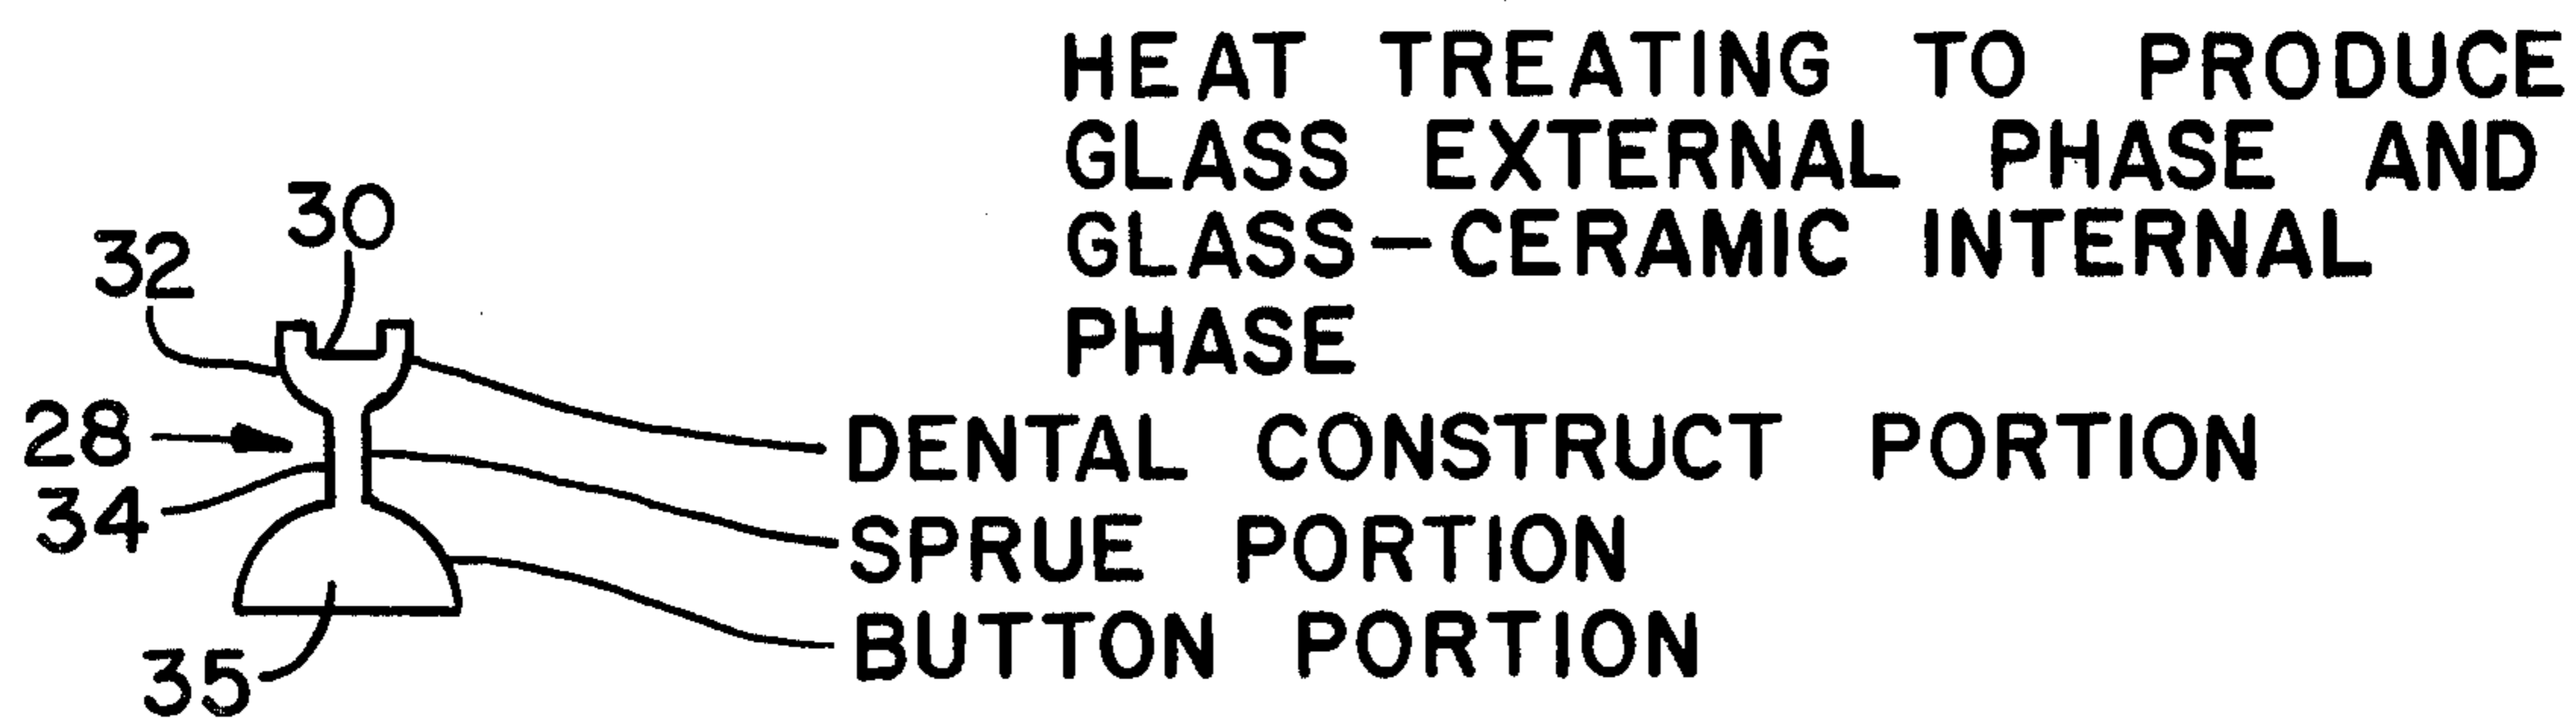 HEAT TREATING TO PRODUCE
GLASS EXTERNAL PHASE AND
GLASS-CERAMIC INTERNAL
PHASE
30
32
28
34
35
DENTAL CONSTRUCT PORTION
SPRUE PORTION
BUTTON PORTION